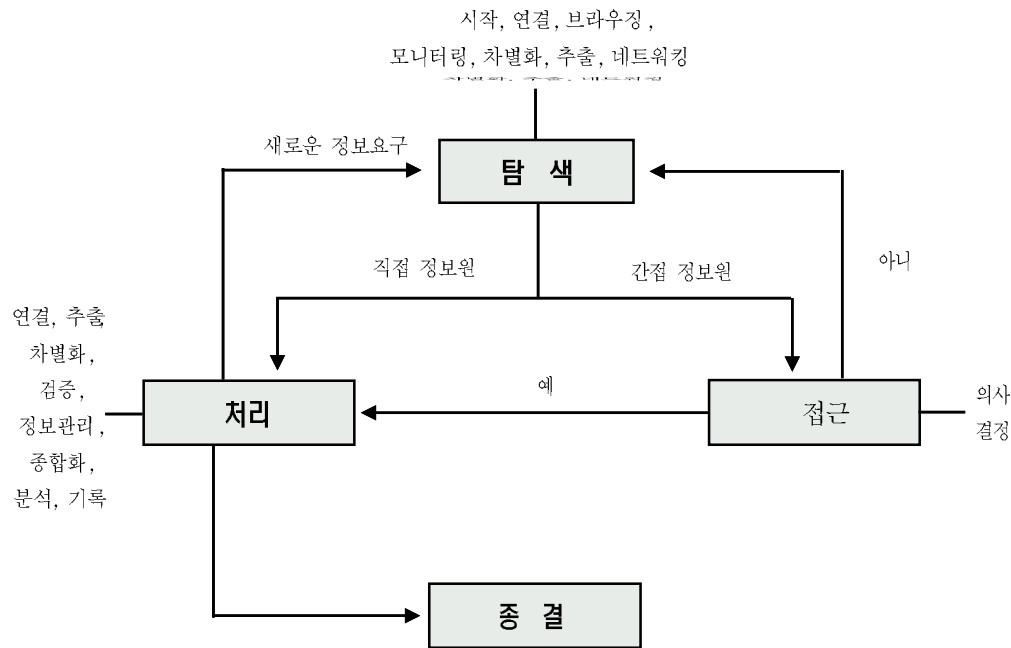 시작, 연결, 브라우징,
모니터링, 차별화, 추출, 네트워킹
새로운 정보요구
탐 색
직접 정보원
간접 정보원
아니
연결, 추출
차별화,
검증,
정보관리,
종합화,
분석, 기록
처리
예
접근
의사
결정
종 결